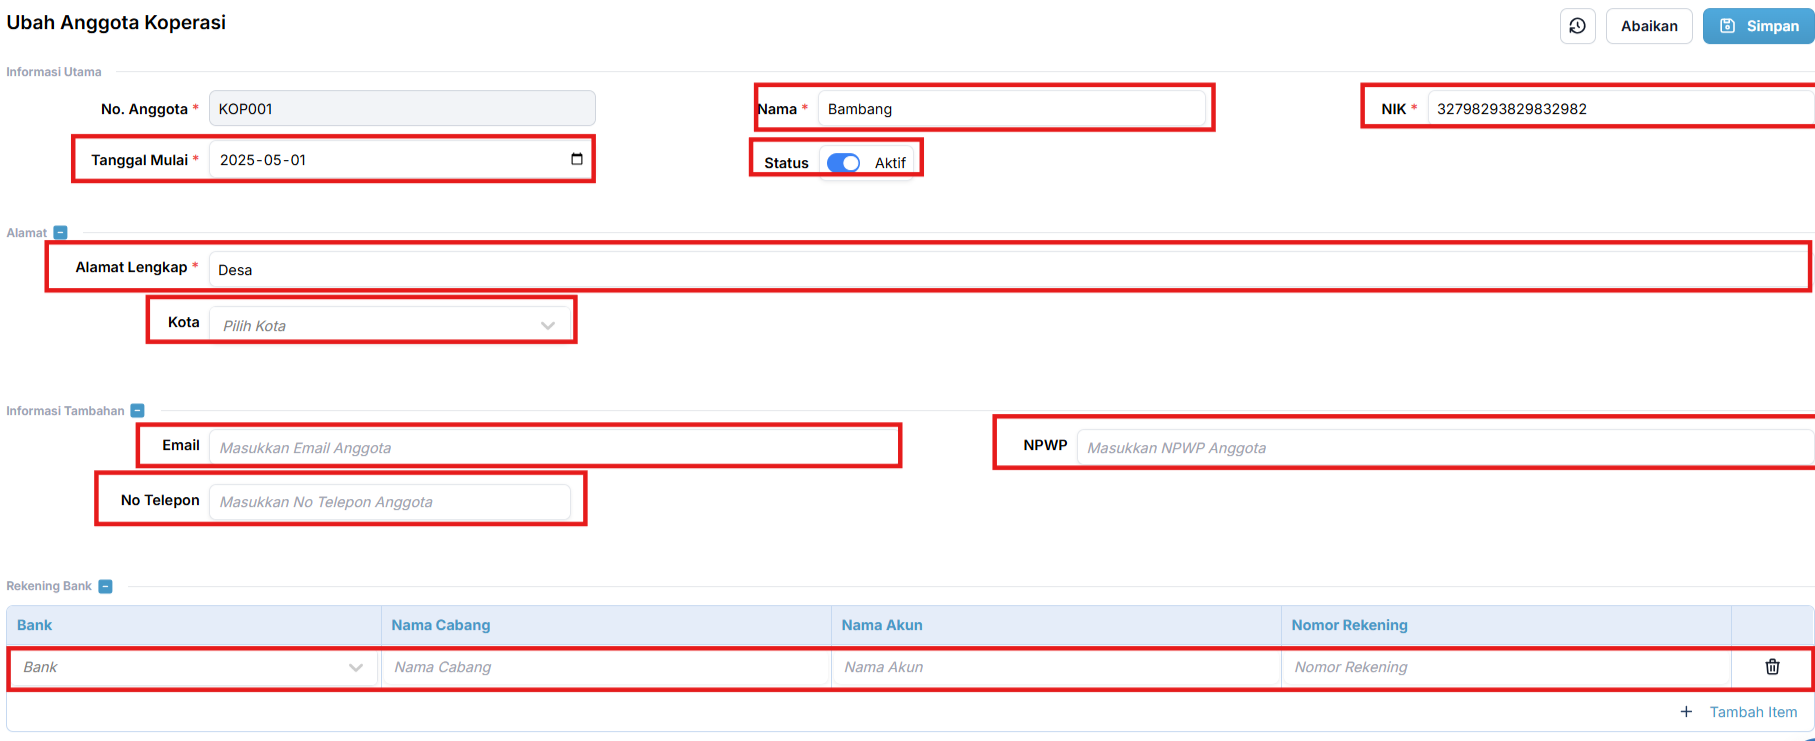 Ubah Anggota Koperasi
Abaikan
Simpan
Informasi Utama
No. Anggota *
KOP001
Nama *
Bambang
NIK *
32798293829832982
Tanggal Mulai *
2025-05-01
Status
Aktif
Alamat
Alamat Lengkap *
Desa
Kota
Pilih Kota
Informasi Tambahan
Email
Masukkan Email Anggota
NPWP
Masukkan NPWP Anggota
No Telepon
Masukkan No Telepon Anggota
Rekening Bank
Bank
Nama Cabang
Nama Akun
Nomor Rekening
Bank
Nama Cabang
Nama Akun
Nomor Rekening
+ Tambah Item